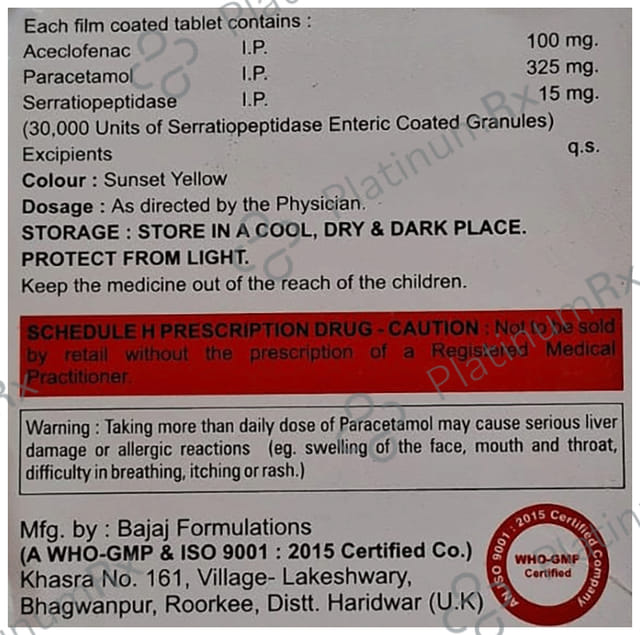 Each film coated tablet contains :
Aceclofenac I.P. 100 mg.
Paracetamol I.P. 325 mg.
Serratiopeptidase I.P. 15 mg.
(30,000 Units of Serratiopeptidase Enteric Coated Granules)
Excipients q.s.
Colour : Sunset Yellow
Dosage : As directed by the Physician.
STORAGE : STORE IN A COOL, DRY & DARK PLACE.
PROTECT FROM LIGHT.
Keep the medicine out of the reach of the children.
SCHEDULE H PRESCRIPTION DRUG - CAUTION : Not to be sold
by retail without the prescription of a Registered Medical
Practitioner.
Warning : Taking more than daily dose of Paracetamol may cause serious liver
damage or allergic reactions (eg. swelling of the face, mouth and throat,
difficulty in breathing, itching or rash.)
Mfg. by : Bajaj Formulations
(A WHO-GMP & ISO 9001 : 2015 Certified Co.)
Khasra No. 161, Village- Lakeshwary,
Bhagwanpur, Roorkee, Distt. Haridwar (U.K)
AN ISO 9001 : 2015 Certified Company
WHO-GMP
Certified
PlatinumRx
PlatinumRx
PlatinumRx